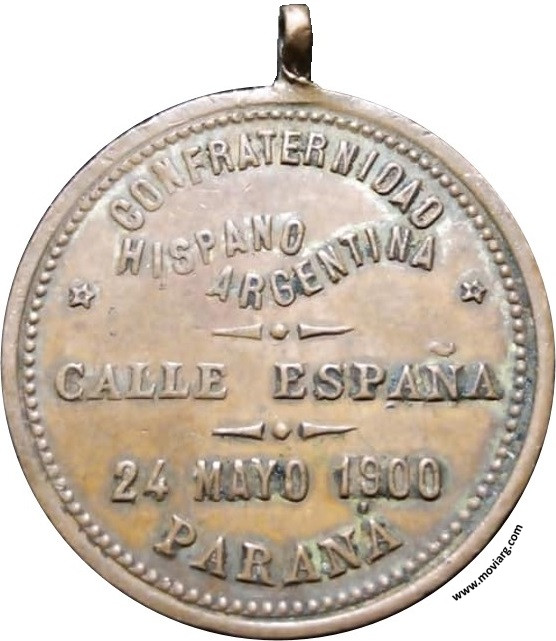 CONFRATERNIDAD
HISPANO
ARGENTINA
CALLE ESPAÑA
24 MAYO 1900
PARANÁ
www.moviarg.com